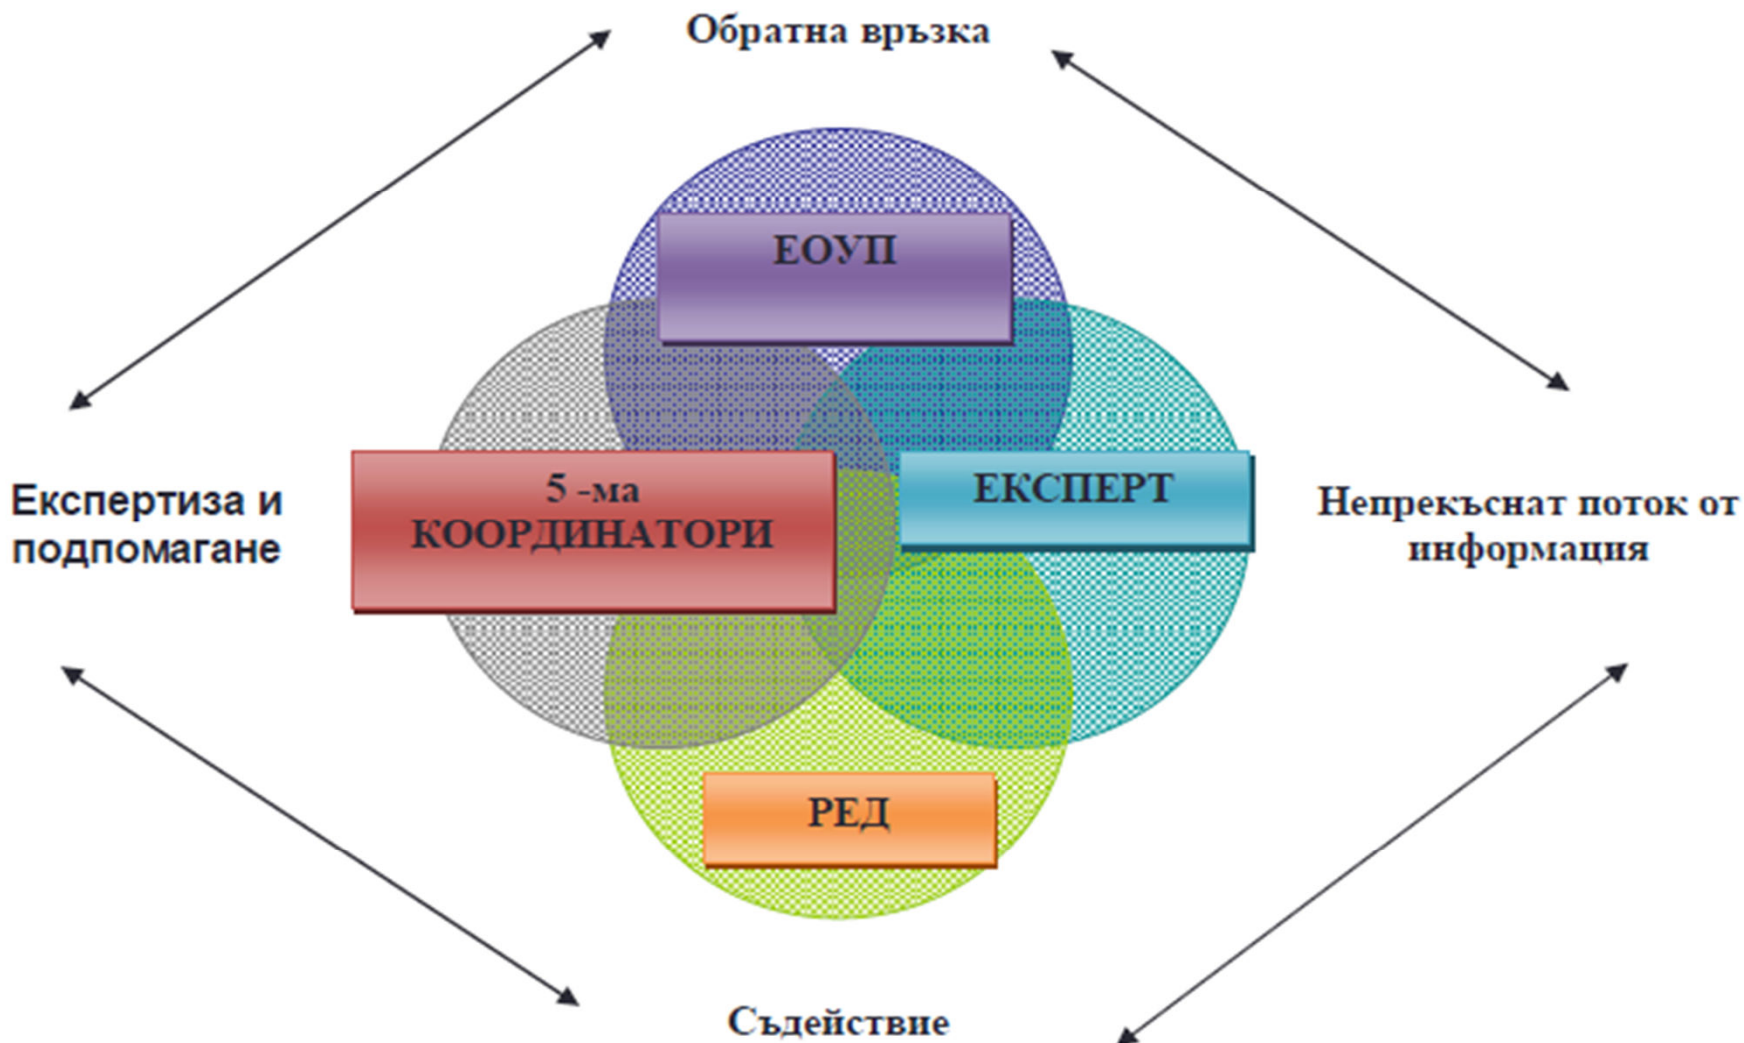 Обратна връзка
ЕОУП
5 -ма
КООРДИНАТОРИ
ЕКСПЕРТ
Експертиза и
подпомагане
Непрекъснат поток от
информация
РЕД
Съдействие